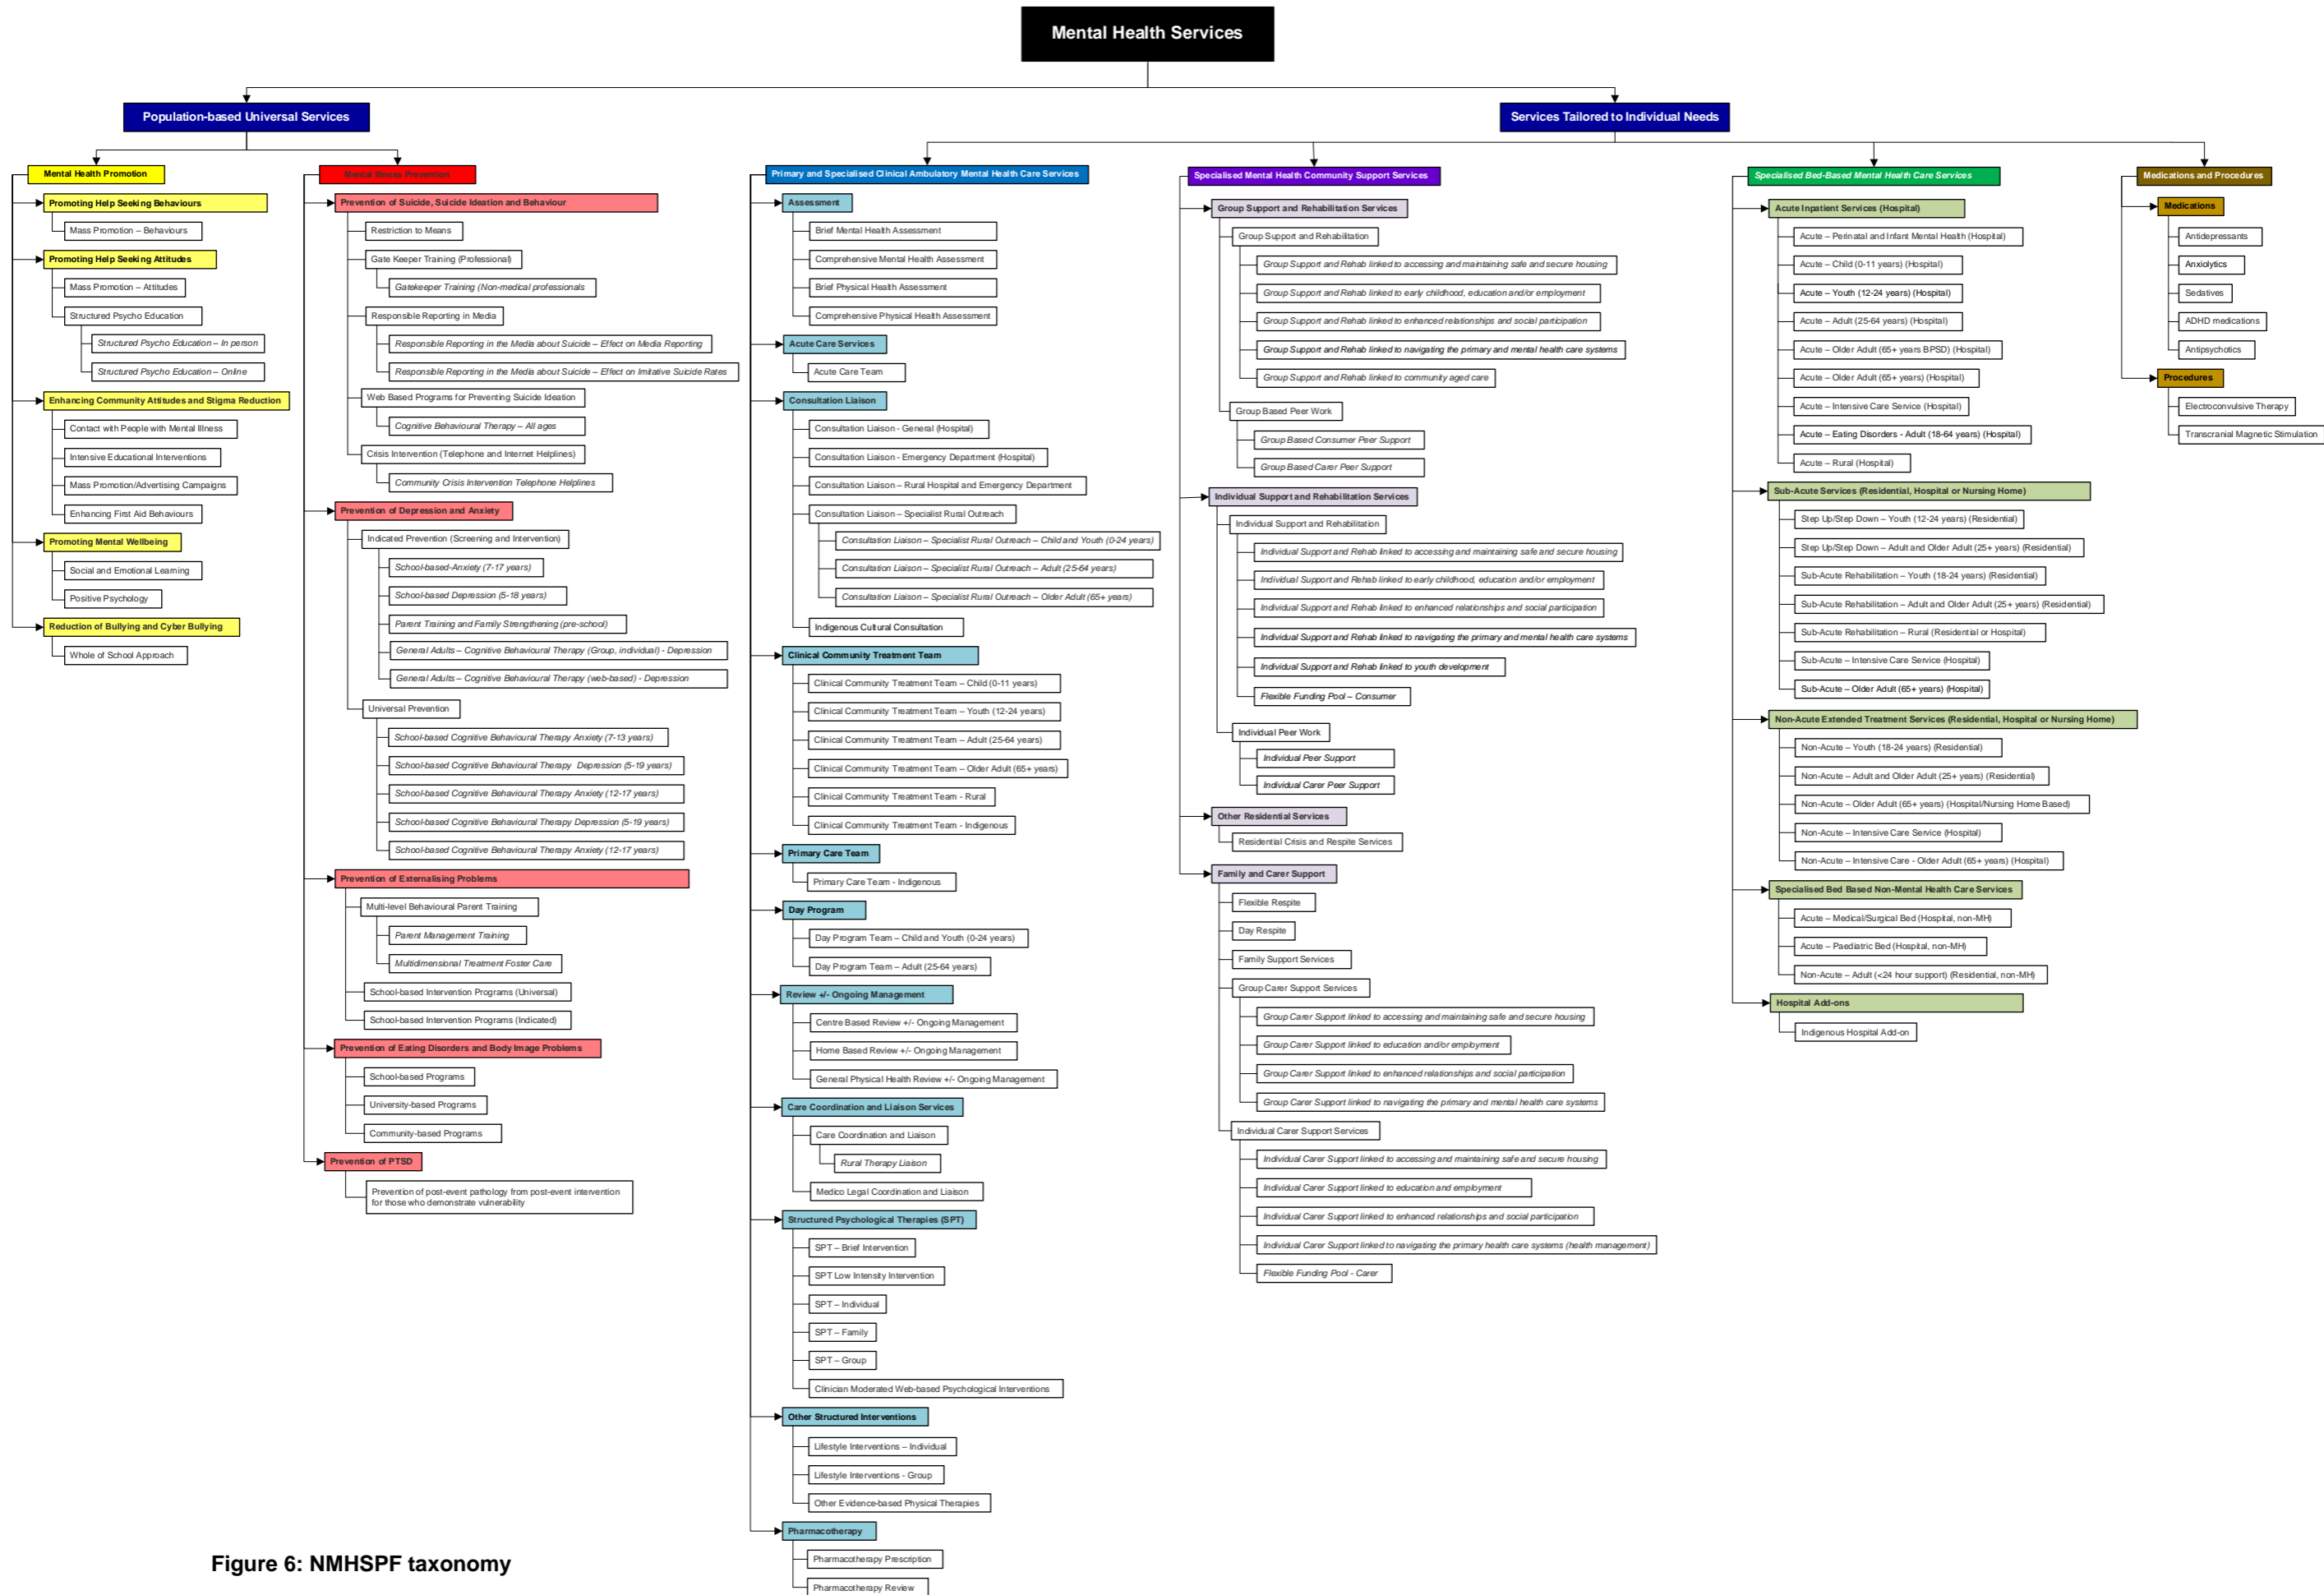 Mental Health Services
Population-based Universal Services
Services Tailored to Individual Needs
Mental Health Promotion
Promoting Help Seeking Behaviours
Mass Promotion – Behaviours
Promoting Help Seeking Attitudes
Mass Promotion – Attitudes
Structured Psycho Education
Structured Psycho Education – In person
Structured Psycho Education – Online
Enhancing Community Attitudes and Stigma Reduction
Contact with People with Mental Illness
Intensive Educational Interventions
Mass Promotion/Advertising Campaigns
Enhancing First Aid Behaviours
Promoting Mental Wellbeing
Social and Emotional Learning
Positive Psychology
Reduction of Bullying and Cyber Bullying
Whole of School Approach
Mental Illness Prevention
Prevention of Suicide, Suicide Ideation and Behaviour
Restriction to Means
Gate Keeper Training (Professional)
Gatekeeper Training (Non-medical professionals
Responsible Reporting in Media
Responsible Reporting in the Media about Suicide – Effect on Media Reporting
Responsible Reporting in the Media about Suicide – Effect on Imitative Suicide Rates
Web Based Programs for Preventing Suicide Ideation
Cognitive Behavioural Therapy – All ages
Crisis Intervention (Telephone and Internet Helplines)
Community Crisis Intervention Telephone Helplines
Prevention of Depression and Anxiety
Indicated Prevention (Screening and Intervention)
School-based-Anxiety (7-17 years)
School-based Depression (5-18 years)
Parent Training and Family Strengthening (pre-school)
General Adults – Cognitive Behavioural Therapy (Group, individual) - Depression
General Adults – Cognitive Behavioural Therapy (web-based) - Depression
Universal Prevention
School-based Cognitive Behavioural Therapy Anxiety (7-13 years)
School-based Cognitive Behavioural Therapy Depression (5-19 years)
School-based Cognitive Behavioural Therapy Anxiety (12-17 years)
School-based Cognitive Behavioural Therapy Depression (5-19 years)
School-based Cognitive Behavioural Therapy Anxiety (12-17 years)
Prevention of Externalising Problems
Multi-level Behavioural Parent Training
Parent Management Training
Multidimensional Treatment Foster Care
School-based Intervention Programs (Universal)
School-based Intervention Programs (Indicated)
Prevention of Eating Disorders and Body Image Problems
School-based Programs
University-based Programs
Community-based Programs
Prevention of PTSD
Prevention of post-event pathology from post-event intervention
for those who demonstrate vulnerability
Primary and Specialised Clinical Ambulatory Mental Health Care Services
Assessment
Brief Mental Health Assessment
Comprehensive Mental Health Assessment
Brief Physical Health Assessment
Comprehensive Physical Health Assessment
Acute Care Services
Acute Care Team
Consultation Liaison
Consultation Liaison - General (Hospital)
Consultation Liaison - Emergency Department (Hospital)
Consultation Liaison – Rural Hospital and Emergency Department
Consultation Liaison – Specialist Rural Outreach
Consultation Liaison – Specialist Rural Outreach – Child and Youth (0-24 years)
Consultation Liaison – Specialist Rural Outreach – Adult (25-64 years)
Consultation Liaison – Specialist Rural Outreach – Older Adult (65+ years)
Indigenous Cultural Consultation
Clinical Community Treatment Team
Clinical Community Treatment Team – Child (0-11 years)
Clinical Community Treatment Team – Youth (12-24 years)
Clinical Community Treatment Team – Adult (25-64 years)
Clinical Community Treatment Team – Older Adult (65+ years)
Clinical Community Treatment Team - Rural
Clinical Community Treatment Team - Indigenous
Primary Care Team
Primary Care Team - Indigenous
Day Program
Day Program Team – Child and Youth (0-24 years)
Day Program Team – Adult (25-64 years)
Review +/- Ongoing Management
Centre Based Review +/- Ongoing Management
Home Based Review +/- Ongoing Management
General Physical Health Review +/- Ongoing Management
Care Coordination and Liaison Services
Care Coordination and Liaison
Rural Therapy Liaison
Medico Legal Coordination and Liaison
Structured Psychological Therapies (SPT)
SPT – Brief Intervention
SPT Low Intensity Intervention
SPT – Individual
SPT – Family
SPT – Group
Clinician Moderated Web-based Psychological Interventions
Other Structured Interventions
Lifestyle Interventions – Individual
Lifestyle Interventions - Group
Other Evidence-based Physical Therapies
Pharmacotherapy
Pharmacotherapy Prescription
Pharmacotherapy Review
Specialised Mental Health Community Support Services
Group Support and Rehabilitation Services
Group Support and Rehabilitation
Group Support and Rehab linked to accessing and maintaining safe and secure housing
Group Support and Rehab linked to early childhood, education and/or employment
Group Support and Rehab linked to enhanced relationships and social participation
Group Support and Rehab linked to navigating the primary and mental health care systems
Group Support and Rehab linked to community aged care
Group Based Peer Work
Group Based Consumer Peer Support
Group Based Carer Peer Support
Individual Support and Rehabilitation Services
Individual Support and Rehabilitation
Individual Support and Rehab linked to accessing and maintaining safe and secure housing
Individual Support and Rehab linked to early childhood, education and/or employment
Individual Support and Rehab linked to enhanced relationships and social participation
Individual Support and Rehab linked to navigating the primary and mental health care systems
Individual Support and Rehab linked to youth development
Flexible Funding Pool – Consumer
Individual Peer Work
Individual Peer Support
Individual Carer Peer Support
Other Residential Services
Residential Crisis and Respite Services
Family and Carer Support
Flexible Respite
Day Respite
Family Support Services
Group Carer Support Services
Group Carer Support linked to accessing and maintaining safe and secure housing
Group Carer Support linked to education and/or employment
Group Carer Support linked to enhanced relationships and social participation
Group Carer Support linked to navigating the primary and mental health care systems
Individual Carer Support Services
Individual Carer Support linked to accessing and maintaining safe and secure housing
Individual Carer Support linked to education and employment
Individual Carer Support linked to enhanced relationships and social participation
Individual Carer Support linked to navigating the primary health care systems (health management)
Flexible Funding Pool - Carer
Specialised Bed-Based Mental Health Care Services
Acute Inpatient Services (Hospital)
Acute – Perinatal and Infant Mental Health (Hospital)
Acute – Child (0-11 years) (Hospital)
Acute – Youth (12-24 years) (Hospital)
Acute – Adult (25-64 years) (Hospital)
Acute – Older Adult (65+ years BPSD) (Hospital)
Acute – Older Adult (65+ years) (Hospital)
Acute – Intensive Care Service (Hospital)
Acute – Eating Disorders - Adult (18-64 years) (Hospital)
Acute – Rural (Hospital)
Sub-Acute Services (Residential, Hospital or Nursing Home)
Step Up/Step Down – Youth (12-24 years) (Residential)
Step Up/Step Down – Adult and Older Adult (25+ years) (Residential)
Sub-Acute Rehabilitation – Youth (18-24 years) (Residential)
Sub-Acute Rehabilitation – Adult and Older Adult (25+ years) (Residential)
Sub-Acute Rehabilitation – Rural (Residential or Hospital)
Sub-Acute – Intensive Care Service (Hospital)
Sub-Acute – Older Adult (65+ years) (Hospital)
Non-Acute Extended Treatment Services (Residential, Hospital or Nursing Home)
Non-Acute – Youth (18-24 years) (Residential)
Non-Acute – Adult and Older Adult (25+ years) (Residential)
Non-Acute – Older Adult (65+ years) (Hospital/Nursing Home Based)
Non-Acute – Intensive Care Service (Hospital)
Non-Acute – Intensive Care - Older Adult (65+ years) (Hospital)
Specialised Bed Based Non-Mental Health Care Services
Acute – Medical/Surgical Bed (Hospital, non-MH)
Acute – Paediatric Bed (Hospital, non-MH)
Non-Acute – Adult (<24 hour support) (Residential, non-MH)
Hospital Add-ons
Indigenous Hospital Add-on
Medications and Procedures
Medications
Antidepressants
Anxiolytics
Sedatives
ADHD medications
Antipsychotics
Procedures
Electroconvulsive Therapy
Transcranial Magnetic Stimulation
Figure 6: NMHSPF taxonomy